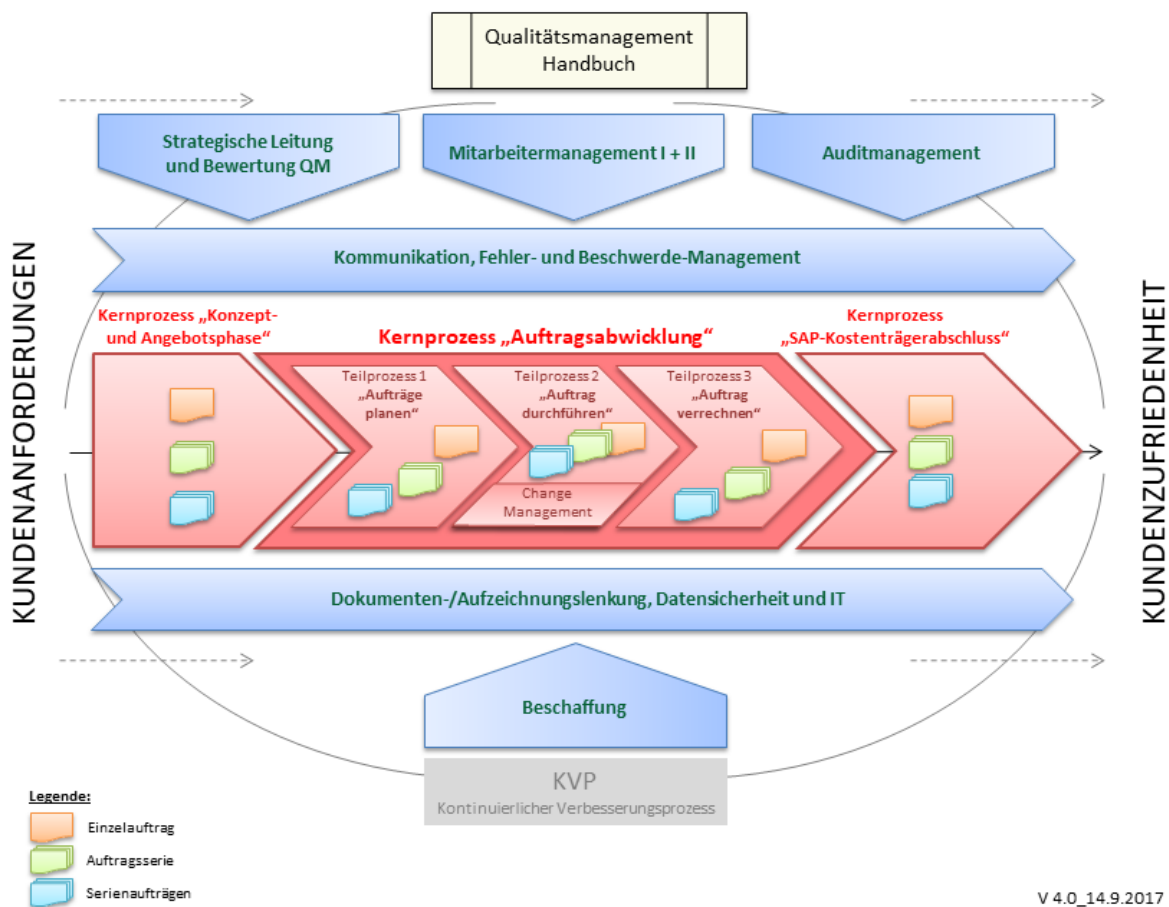 Qualitätsmanagement
Handbuch
Strategische Leitung
und Bewertung QM
Mitarbeitermanagement I + II
Auditmanagement
KUNDENANFORDERUNGEN
Kommunikation, Fehler- und Beschwerde-Management
KUNDENZUFRIEDENHEIT
Kernprozess „Konzept-
und Angebotsphase“
Kernprozess „Auftragsabwicklung“
Kernprozess
„SAP-Kostenträgerabschluss“
Teilprozess 1
„Aufträge
planen“
Teilprozess 2
„Auftrag
durchführen“
Teilprozess 3
„Auftrag
verrechnen“
Change
Management
Dokumenten-/Aufzeichnungslenkung, Datensicherheit und IT
Beschaffung
KVP
Kontinuierlicher Verbesserungsprozess
Legende:
Einzelauftrag
Auftragsserie
Serienaufträgen
V 4.0_14.9.2017